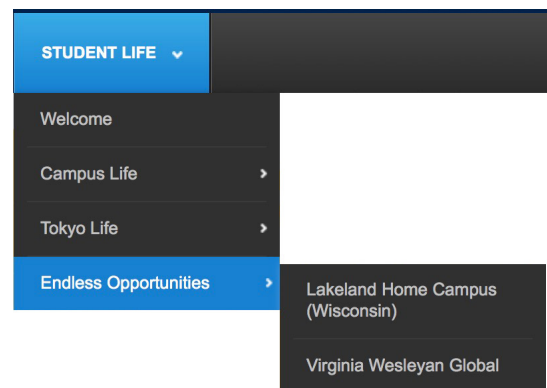 STUDENT LIFE
Welcome
Campus Life
Tokyo Life
Endless Opportunities
Lakeland Home Campus
(Wisconsin)
Virginia Wesleyan Global